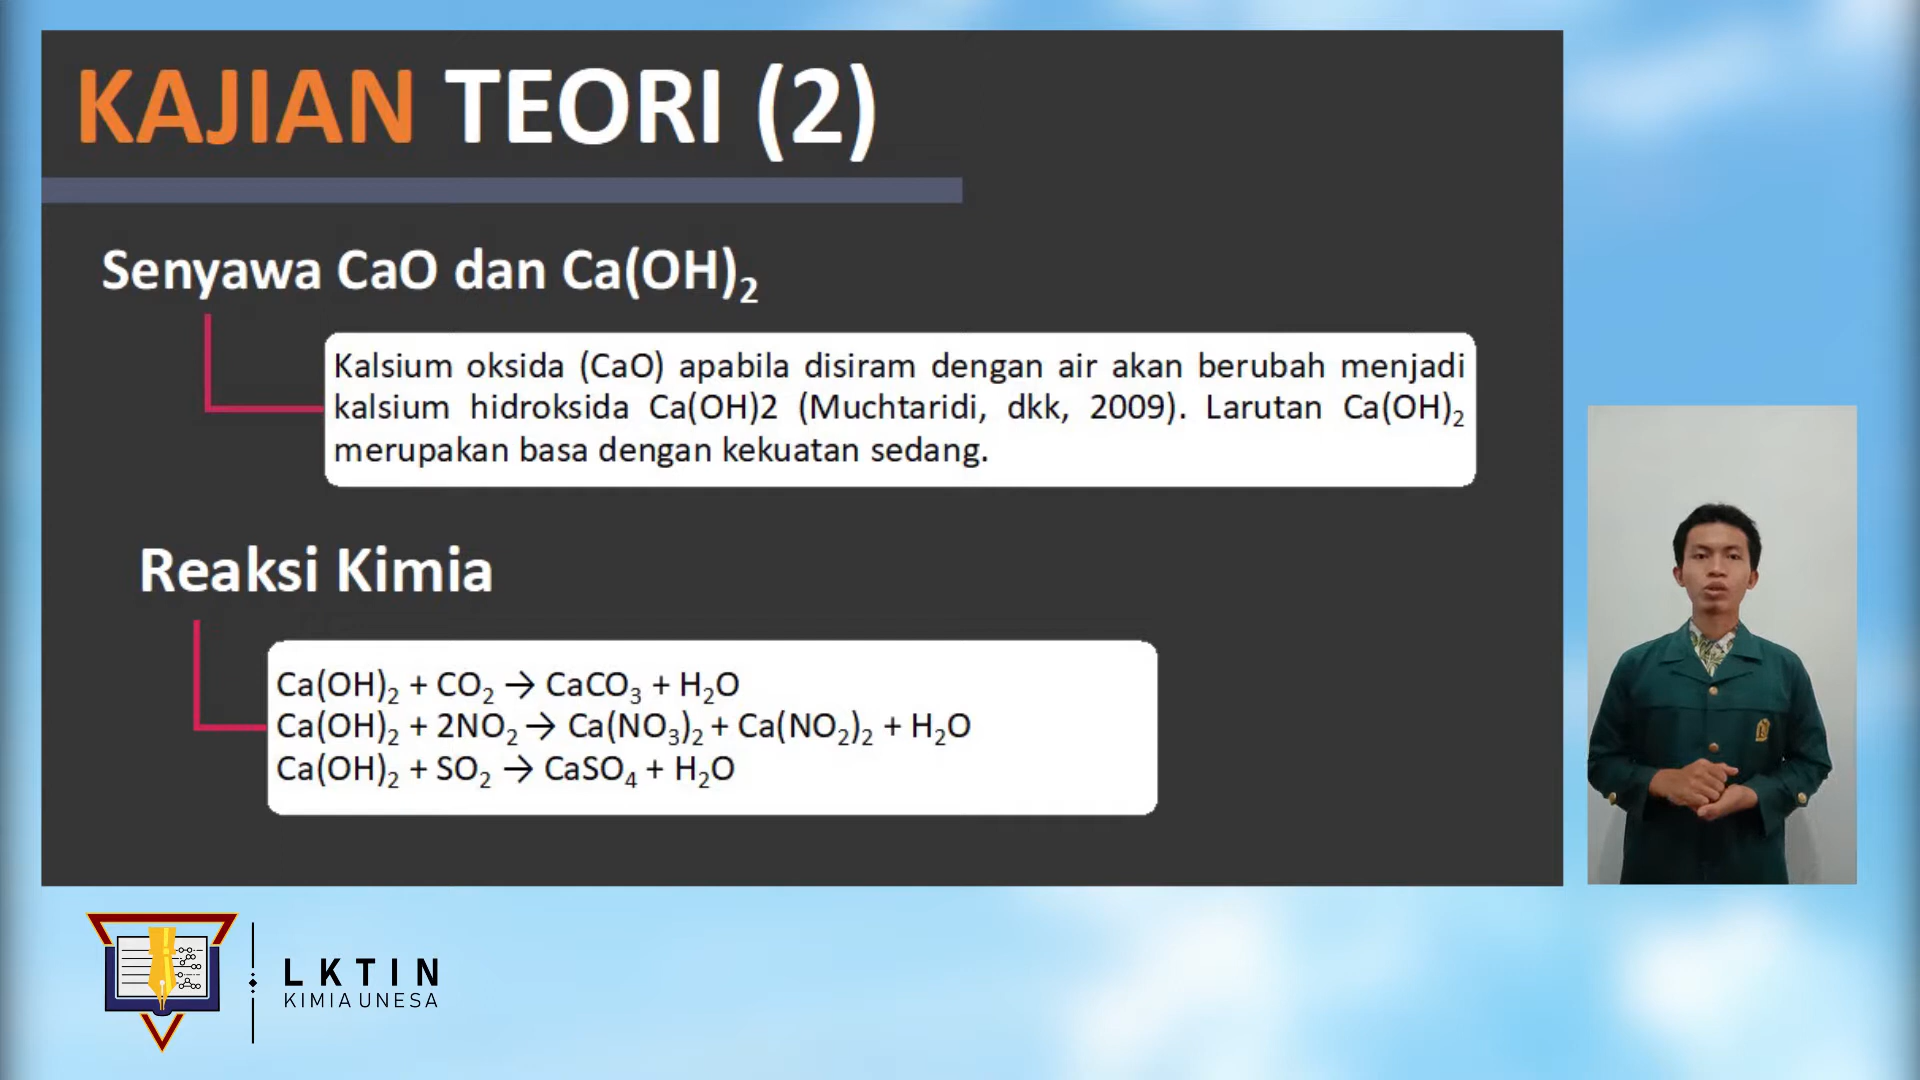 KAJIAN TEORI (2)
Senyawa CaO dan Ca(OH)₂
Kalsium oksida (CaO) apabila disiram dengan air akan berubah menjadi
kalsium hidroksida Ca(OH)2 (Muchtaridi, dkk, 2009). Larutan Ca(OH)₂
merupakan basa dengan kekuatan sedang.
Reaksi Kimia
Ca(OH)₂ + CO₂ → CaCO₃ + H₂O
Ca(OH)₂ + 2NO₂ → Ca(NO₃)₂ + Ca(NO₂)₂ + H₂O
Ca(OH)₂ + SO₂ → CaSO₄ + H₂O
LKTIN
KIMIA UNESA